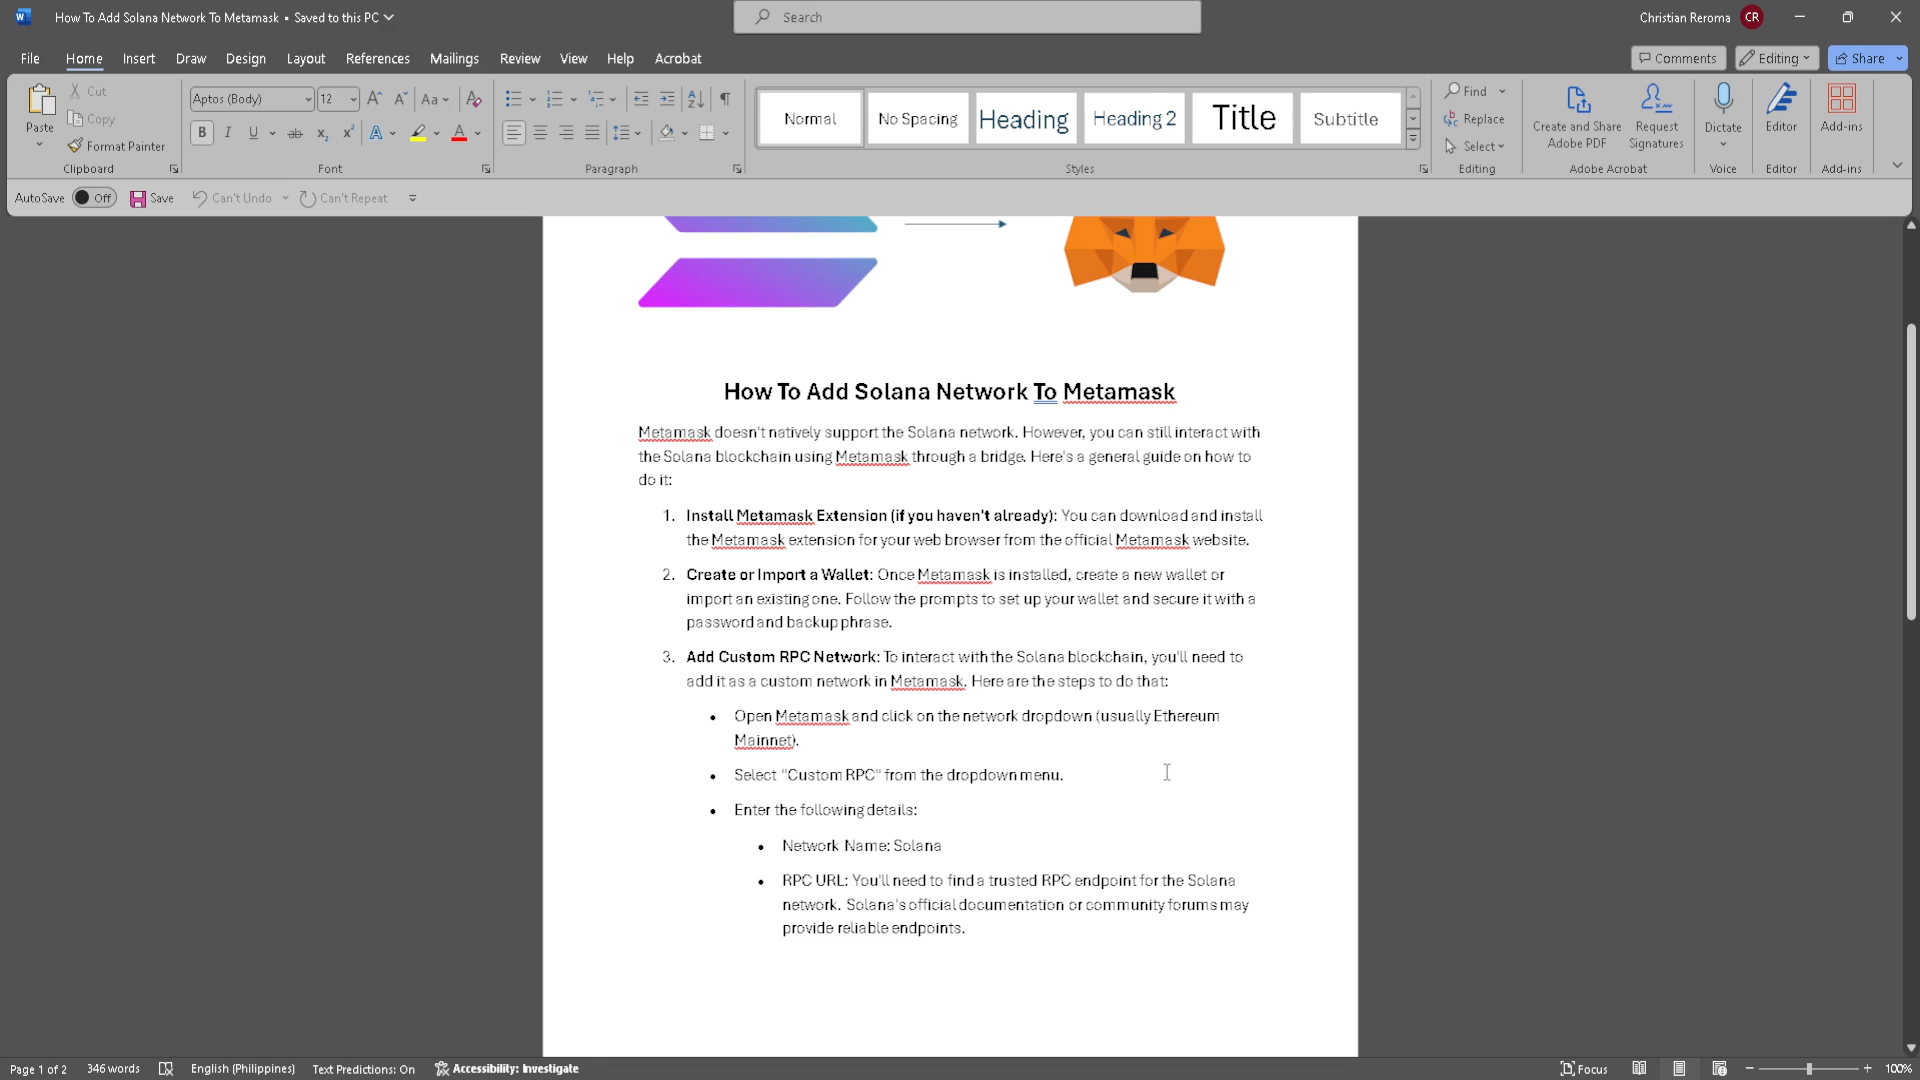 How To Add Solana Network To Metamask • Saved to this PC
Search
Christian Reroma CR
File Home Insert Draw Design Layout References Mailings Review View Help Acrobat
Comments Editing Share
Paste
Cut
Copy
Format Painter
Clipboard
Aptos (Body) 12
Font
Paragraph
Normal No Spacing Heading Heading 2 Title Subtitle
Styles
Find
Replace
Select
Editing
Create and Share
Adobe PDF
Request
Signatures
Adobe Acrobat
Dictate
Voice
Editor
Editor
Add-ins
Add-ins
AutoSave Off Save Can't Undo Can't Repeat
How To Add Solana Network To Metamask
Metamask doesn't natively support the Solana network. However, you can still interact with
the Solana blockchain using Metamask through a bridge. Here's a general guide on how to
do it:
1. Install Metamask Extension (if you haven't already): You can download and install
the Metamask extension for your web browser from the official Metamask website.
2. Create or Import a Wallet: Once Metamask is installed, create a new wallet or
import an existing one. Follow the prompts to set up your wallet and secure it with a
password and backup phrase.
3. Add Custom RPC Network: To interact with the Solana blockchain, you'll need to
add it as a custom network in Metamask. Here are the steps to do that:
• Open Metamask and click on the network dropdown (usually Ethereum
Mainnet).
• Select "Custom RPC" from the dropdown menu.
• Enter the following details:
• Network Name: Solana
• RPC URL: You'll need to find a trusted RPC endpoint for the Solana
network. Solana's official documentation or community forums may
provide reliable endpoints.
Page 1 of 2 346 words English (Philippines) Text Predictions: On Accessibility: Investigate Focus 100%